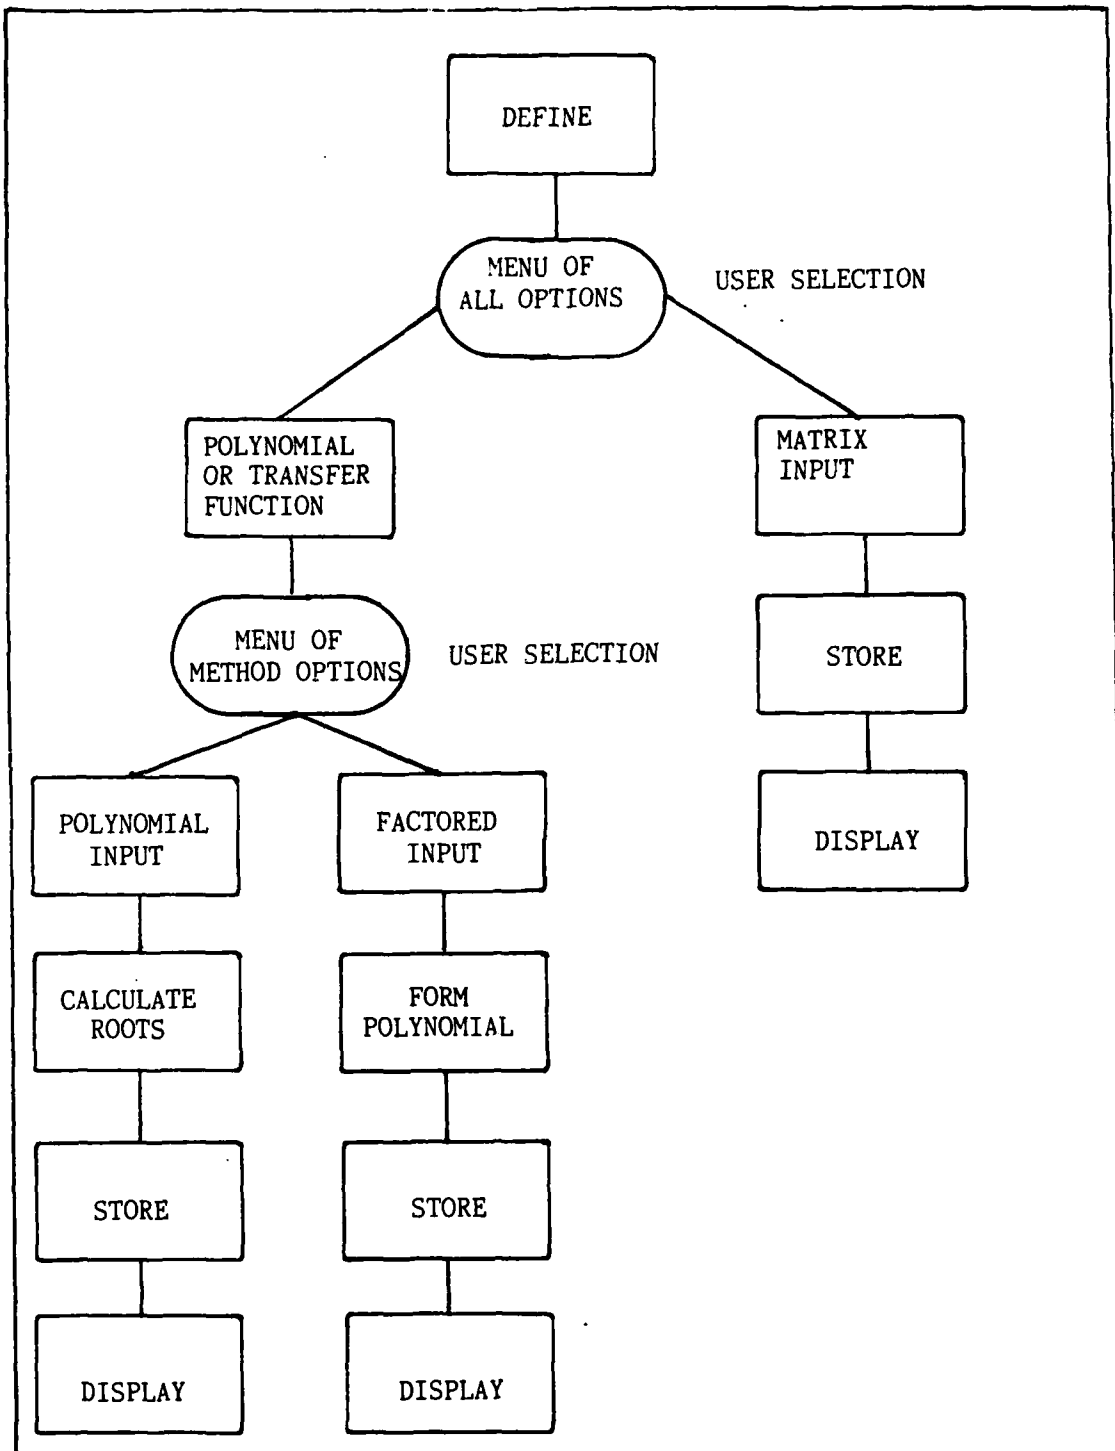 DEFINE
MENU OF
ALL OPTIONS
USER SELECTION
POLYNOMIAL
OR TRANSFER
FUNCTION
MATRIX
INPUT
MENU OF
METHOD OPTIONS
USER SELECTION
STORE
DISPLAY
POLYNOMIAL
INPUT
FACTORED
INPUT
CALCULATE
ROOTS
FORM
POLYNOMIAL
STORE
STORE
DISPLAY
DISPLAY